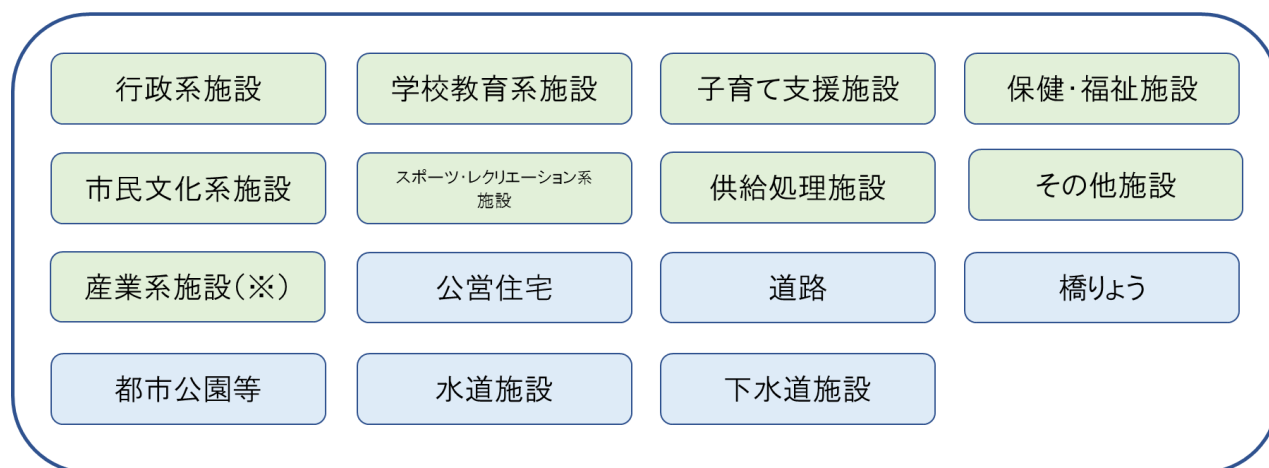 行政系施設
学校教育系施設
子育て支援施設
保健・福祉施設
市民文化系施設
スポーツ・レクリエーション系
施設
供給処理施設
その他施設
産業系施設(※)
公営住宅
道路
橋りょう
都市公園等
水道施設
下水道施設